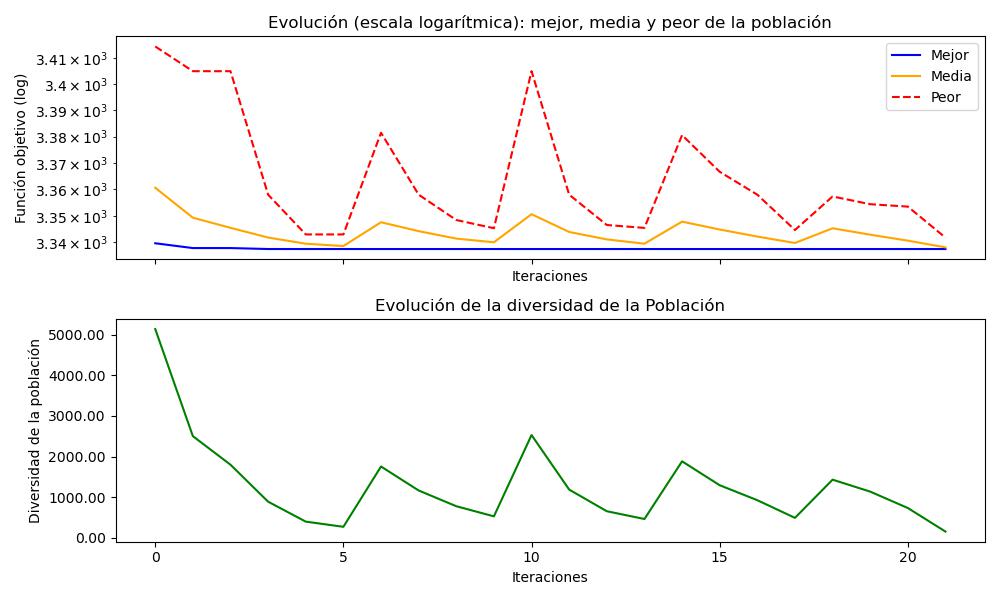 Evolución (escala logarítmica): mejor, media y peor de la población
Función objetivo (log)
3.41 × 10³
3.4 × 10³
3.39 × 10³
3.38 × 10³
3.37 × 10³
3.36 × 10³
3.35 × 10³
3.34 × 10³
Mejor
Media
Peor
Iteraciones
Evolución de la diversidad de la Población
Diversidad de la población
5000.00
4000.00
3000.00
2000.00
1000.00
0.00
0 5 10 15 20
Iteraciones